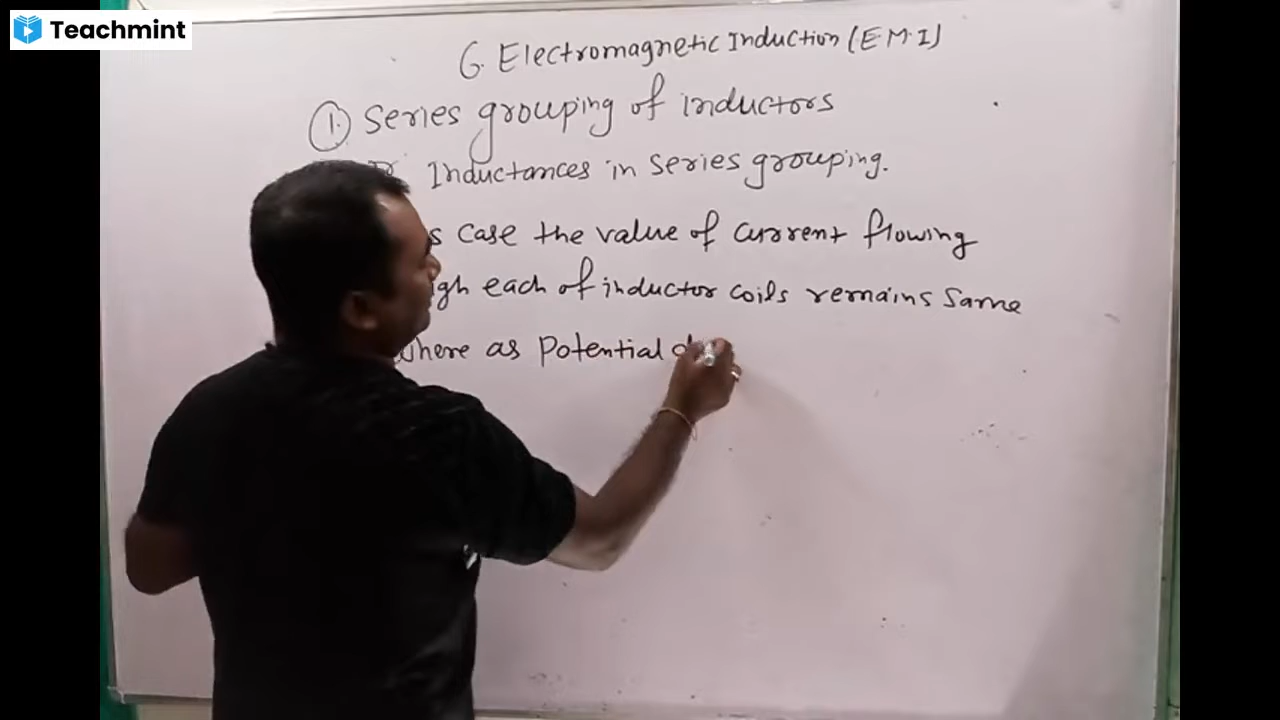 Teachmint
6. Electromagnetic Induction (E.M.I)
1. Series grouping of inductors
Inductances in series grouping.
case the value of current flowing
each of inductor coils remains same
where as potential